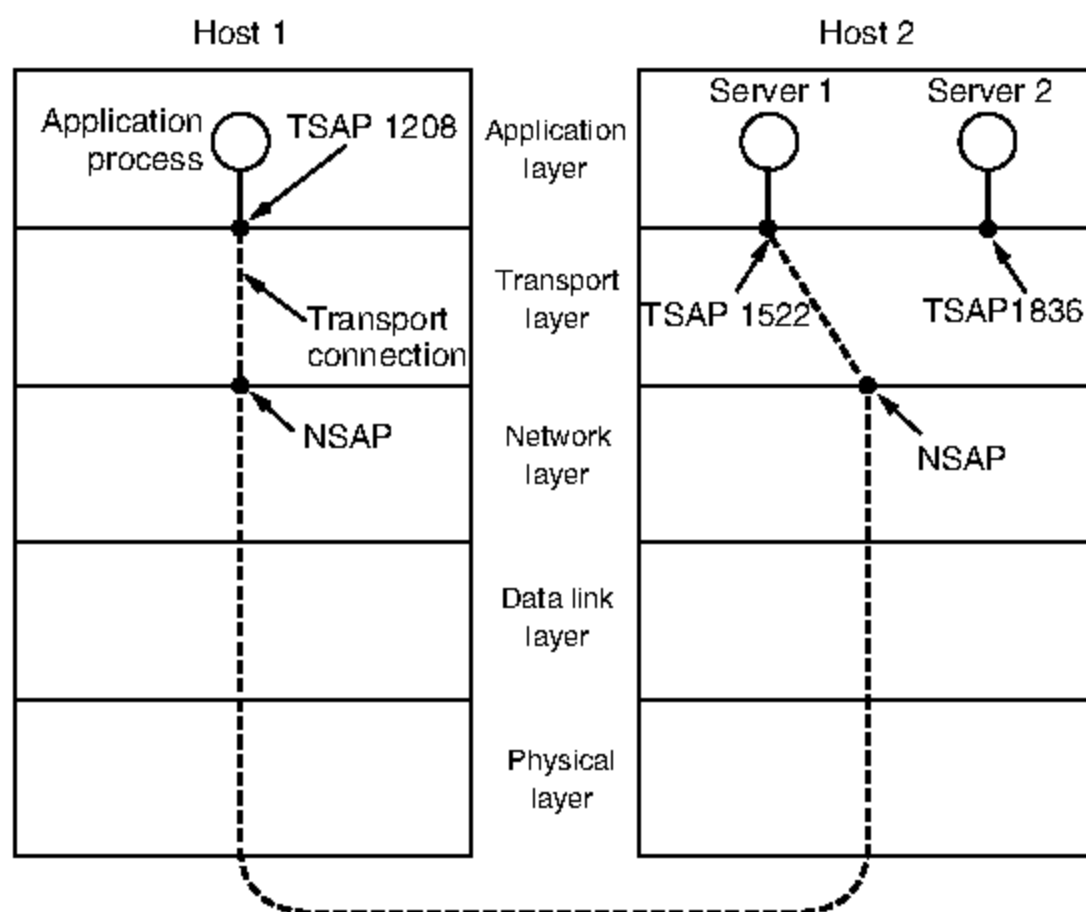 Host 1
Host 2
Application
process
TSAP 1208
Application
layer
Server 1
Server 2
Transport
connection
Transport
layer
TSAP 1522
TSAP1836
NSAP
Network
layer
NSAP
Data link
layer
Physical
layer